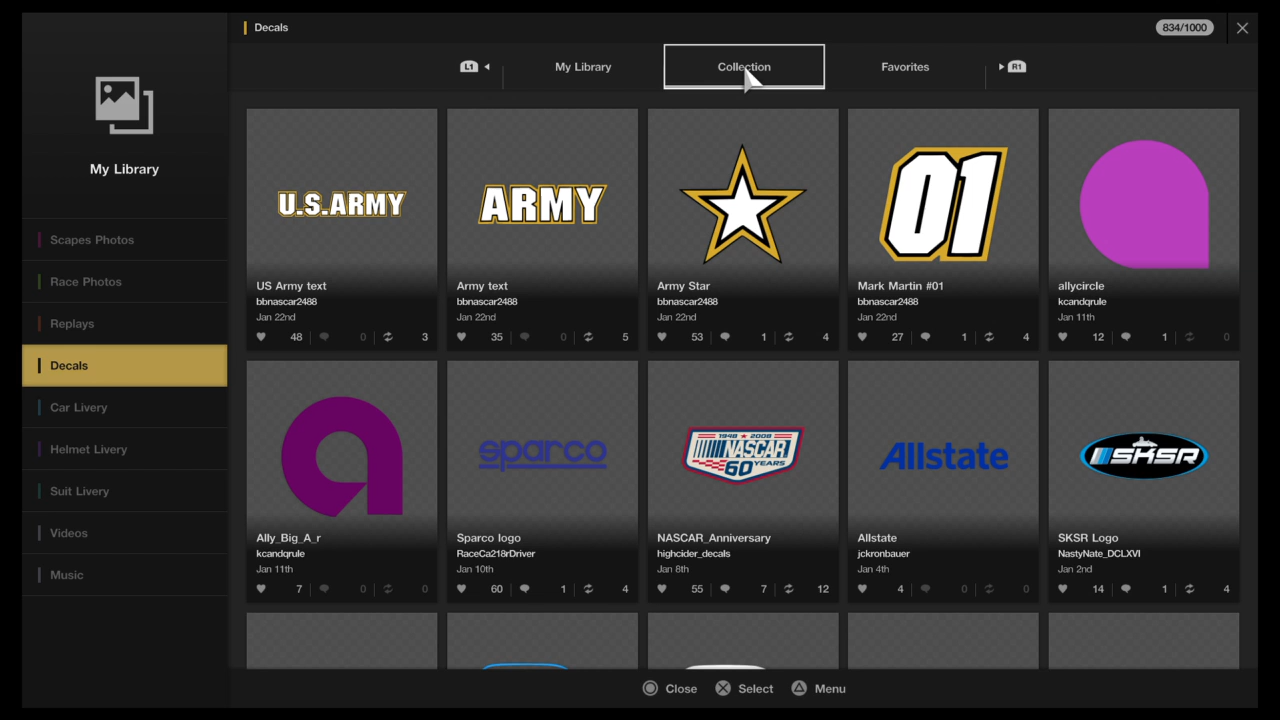 Decals
834/1000
L1
My Library
Collection
Favorites
R1
My Library
Scapes Photos
Race Photos
Replays
Decals
Car Livery
Helmet Livery
Suit Livery
Videos
Music
U.S.ARMY
US Army text
bbnascar2488
Jan 22nd
48 0 3
ARMY
Army text
bbnascar2488
Jan 22nd
35 0 5
Army Star
bbnascar2488
Jan 22nd
53 1 4
01
Mark Martin #01
bbnascar2488
Jan 22nd
27 1 4
allycircle
kcandqrule
Jan 11th
12 1 0
a
Ally_Big_A_r
kcandqrule
Jan 11th
7 0 0
sparco
Sparco logo
RaceCa218rDriver
Jan 10th
60 1 4
1948 ★ 2008
NASCAR
60 YEARS
NASCAR_Anniversary
highcider_decals
Jan 8th
55 7 12
Allstate
Allstate
jckronbauer
Jan 4th
4 0 0
SKSR
SKSR Logo
NastyNate_DCLXVI
Jan 2nd
14 1 4
Close
Select
Menu